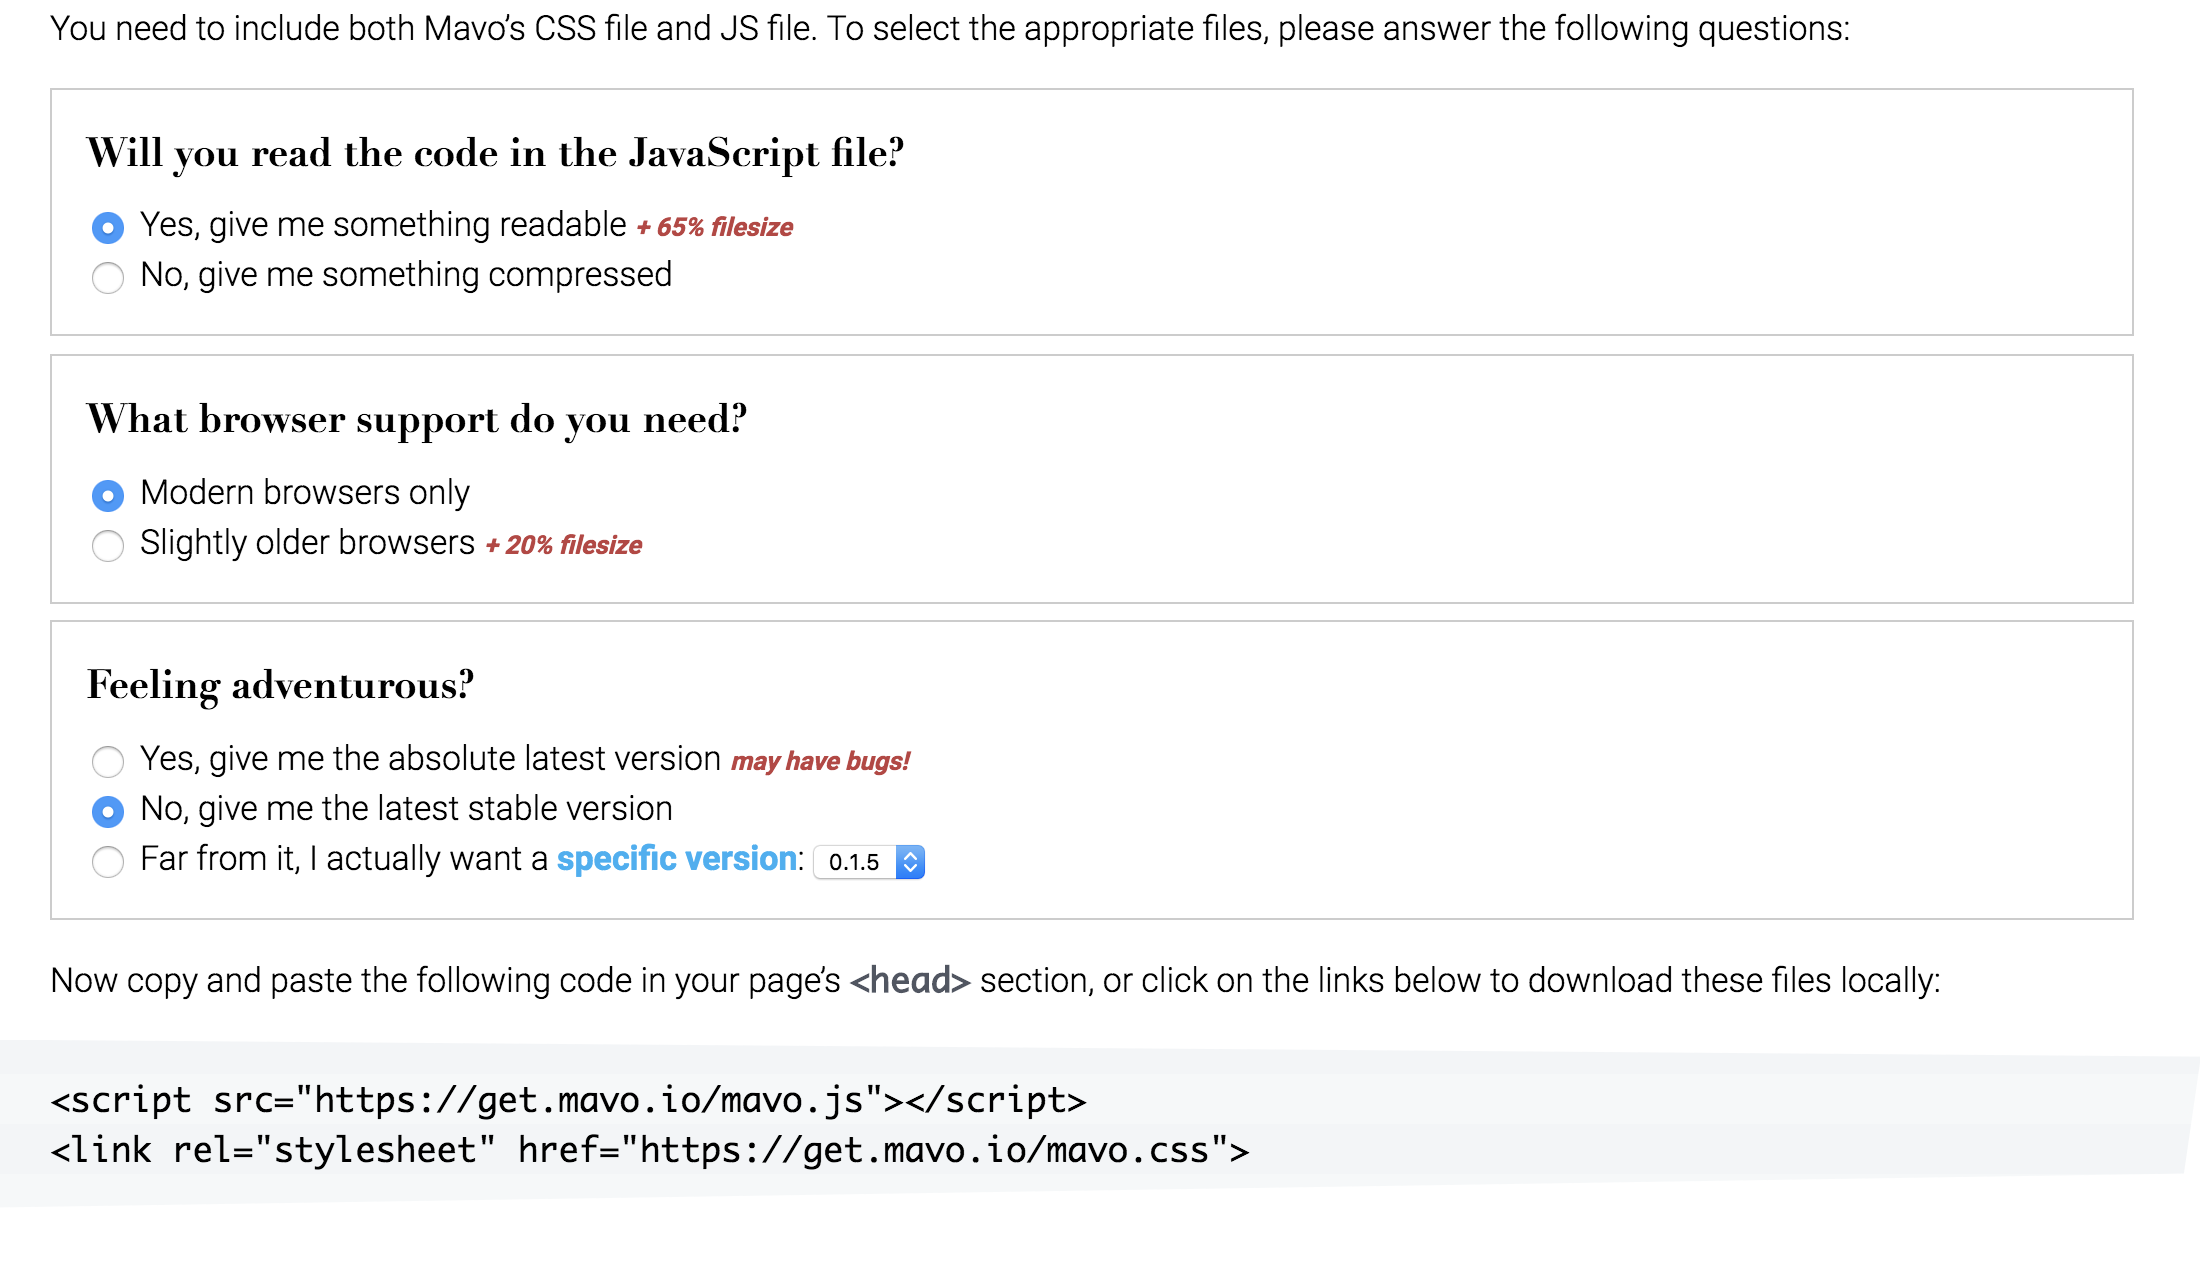 You need to include both Mavo’s CSS file and JS file. To select the appropriate files, please answer the following questions:
Will you read the code in the JavaScript file?
Yes, give me something readable + 65% filesize
No, give me something compressed
What browser support do you need?
Modern browsers only
Slightly older browsers + 20% filesize
Feeling adventurous?
Yes, give me the absolute latest version may have bugs!
No, give me the latest stable version
Far from it, I actually want a specific version: 0.1.5
Now copy and paste the following code in your page’s <head> section, or click on the links below to download these files locally:
<script src="https://get.mavo.io/mavo.js"></script>
<link rel="stylesheet" href="https://get.mavo.io/mavo.css">